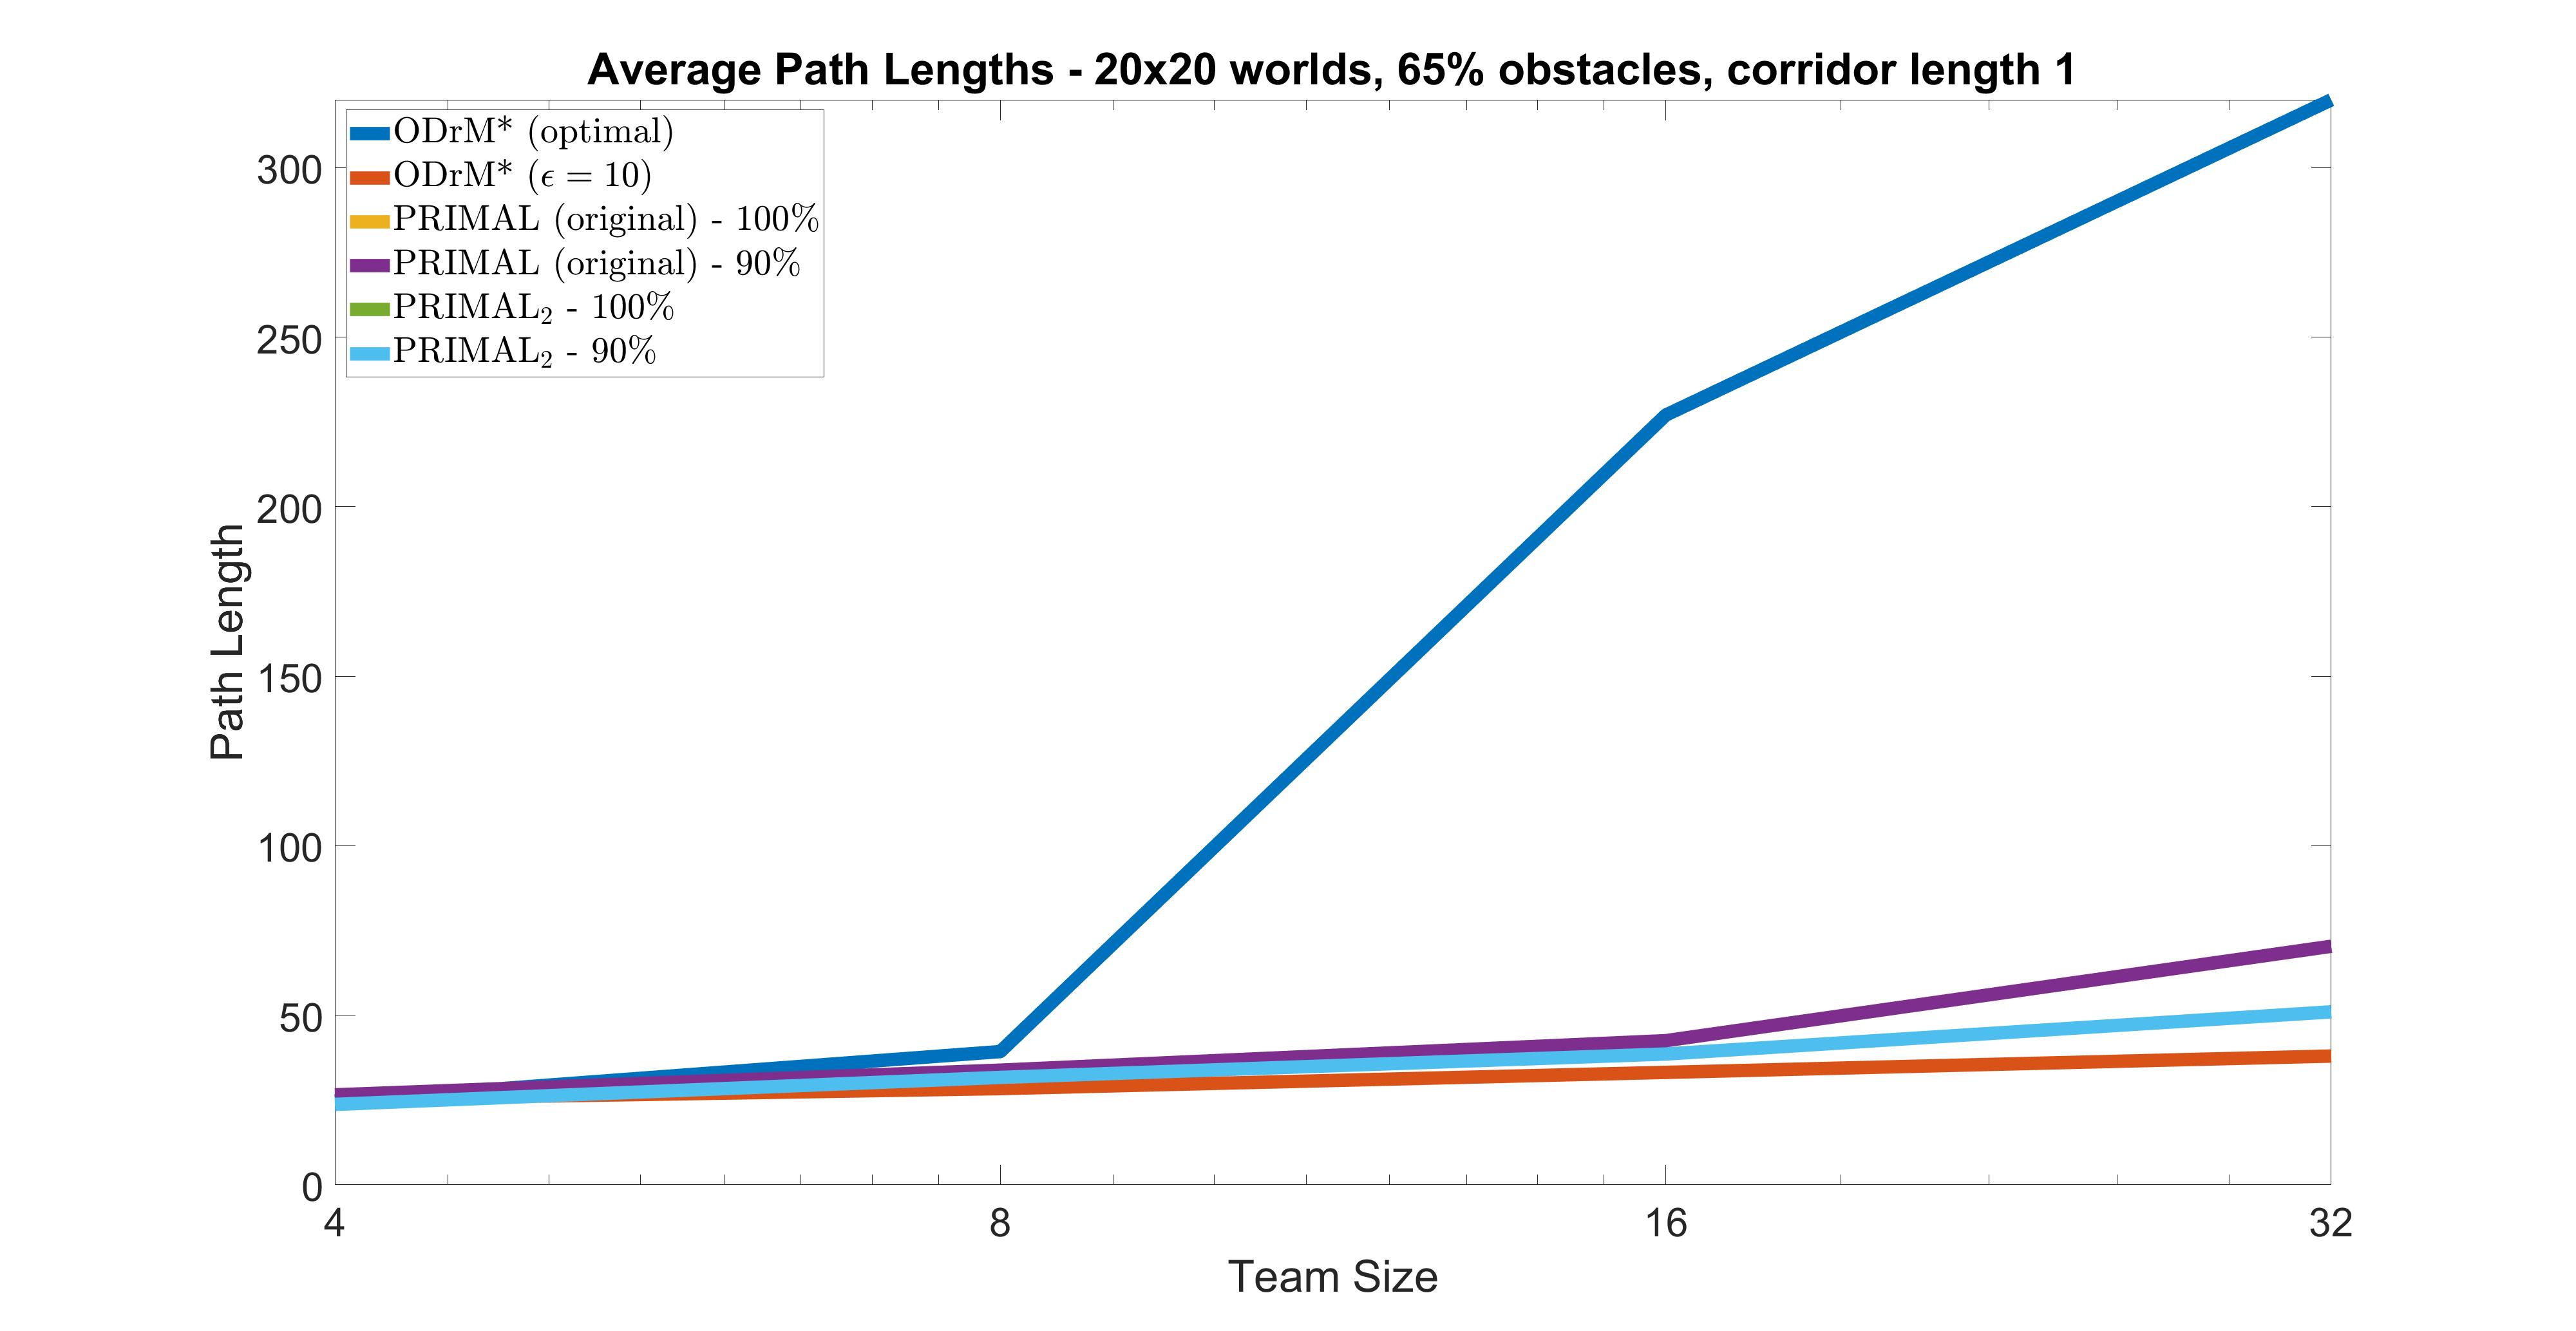 Average Path Lengths - 20x20 worlds, 65% obstacles, corridor length 1
ODrM* (optimal)
ODrM* (ϵ = 10)
PRIMAL (original) - 100%
PRIMAL (original) - 90%
PRIMAL₂ - 100%
PRIMAL₂ - 90%
300
250
200
150
100
50
0
Path Length
4 8 16 32
Team Size